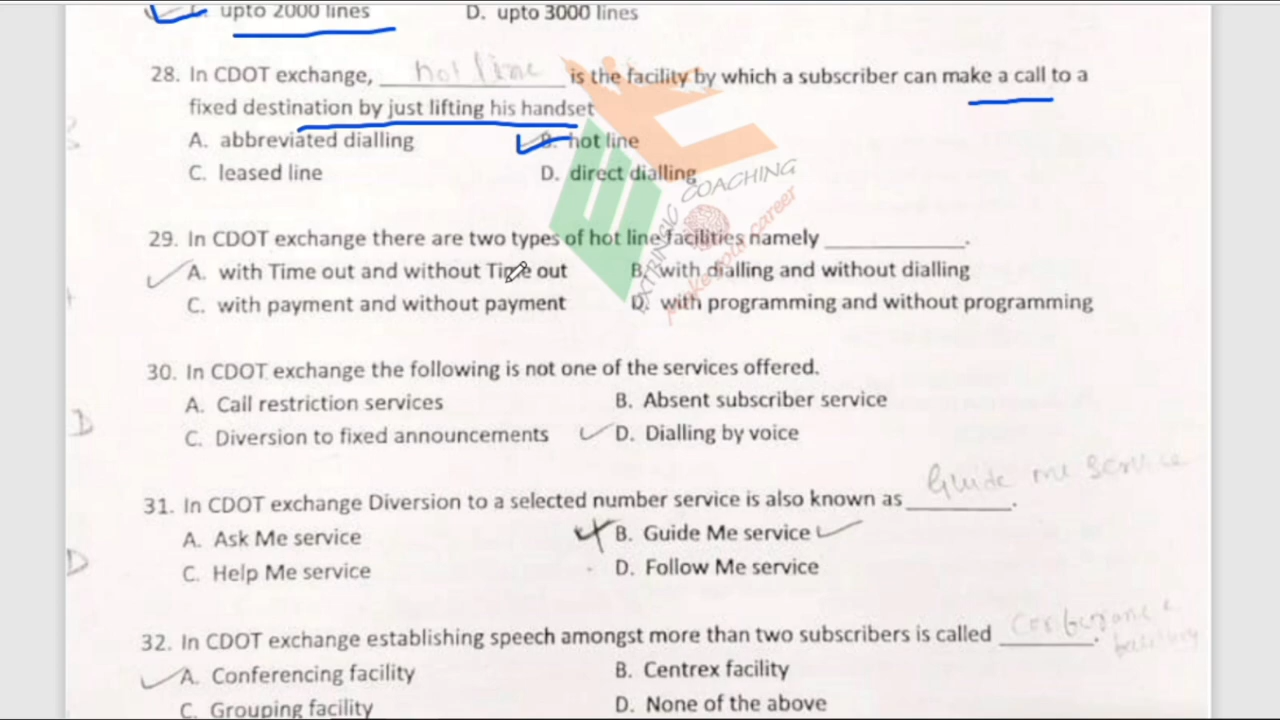 C. upto 2000 lines D. upto 3000 lines
28. In CDOT exchange, hot line is the facility by which a subscriber can make a call to a
fixed destination by just lifting his handset
A. abbreviated dialling B. hot line
C. leased line D. direct dialling
EXTRINSIC COACHING
Make your career
29. In CDOT exchange there are two types of hot line facilities namely ____________.
A. with Time out and without Time out B. with dialling and without dialling
C. with payment and without payment D. with programming and without programming
30. In CDOT exchange the following is not one of the services offered.
A. Call restriction services B. Absent subscriber service
D
C. Diversion to fixed announcements D. Dialling by voice
Guide me service
31. In CDOT exchange Diversion to a selected number service is also known as _________.
A. Ask Me service B. Guide Me service
D
C. Help Me service D. Follow Me service
32. In CDOT exchange establishing speech amongst more than two subscribers is called ________.
A. Conferencing facility B. Centrex facility
C. Grouping facility D. None of the above